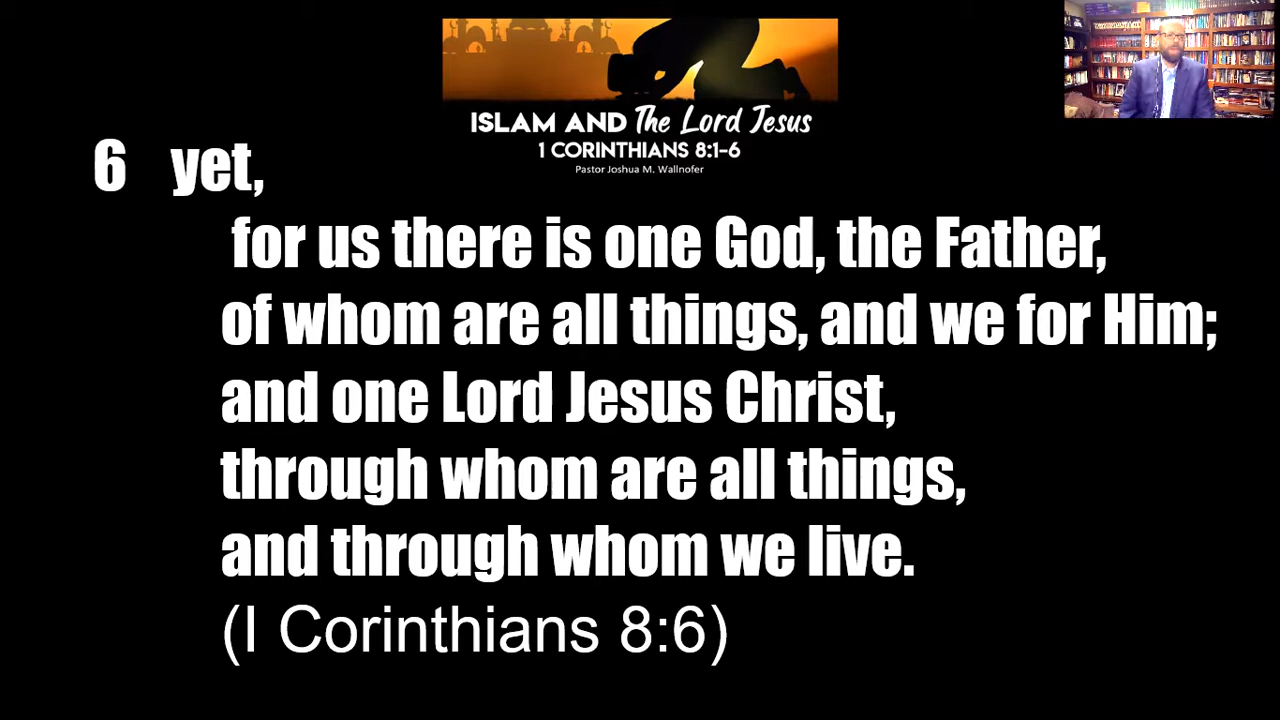 ISLAM AND The Lord Jesus
1 CORINTHIANS 8:1-6
Pastor Joshua M. Wallnofer
6 yet,
for us there is one God, the Father,
of whom are all things, and we for Him;
and one Lord Jesus Christ,
through whom are all things,
and through whom we live.
(I Corinthians 8:6)